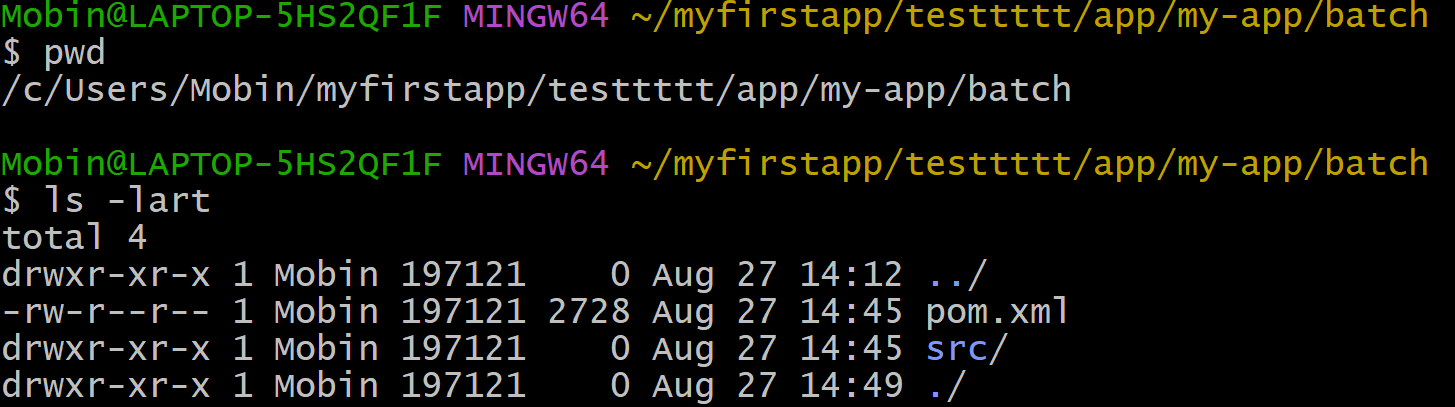 Mobin@LAPTOP-5HS2QF1F MINGW64 ~/myfirstapp/testtttt/app/my-app/batch
$ pwd
/c/Users/Mobin/myfirstapp/testtttt/app/my-app/batch
Mobin@LAPTOP-5HS2QF1F MINGW64 ~/myfirstapp/testtttt/app/my-app/batch
$ ls -lart
total 4
drwxr-xr-x 1 Mobin 197121    0 Aug 27 14:12 ../
-rw-r--r-- 1 Mobin 197121 2728 Aug 27 14:45 pom.xml
drwxr-xr-x 1 Mobin 197121    0 Aug 27 14:45 src/
drwxr-xr-x 1 Mobin 197121    0 Aug 27 14:49 ./